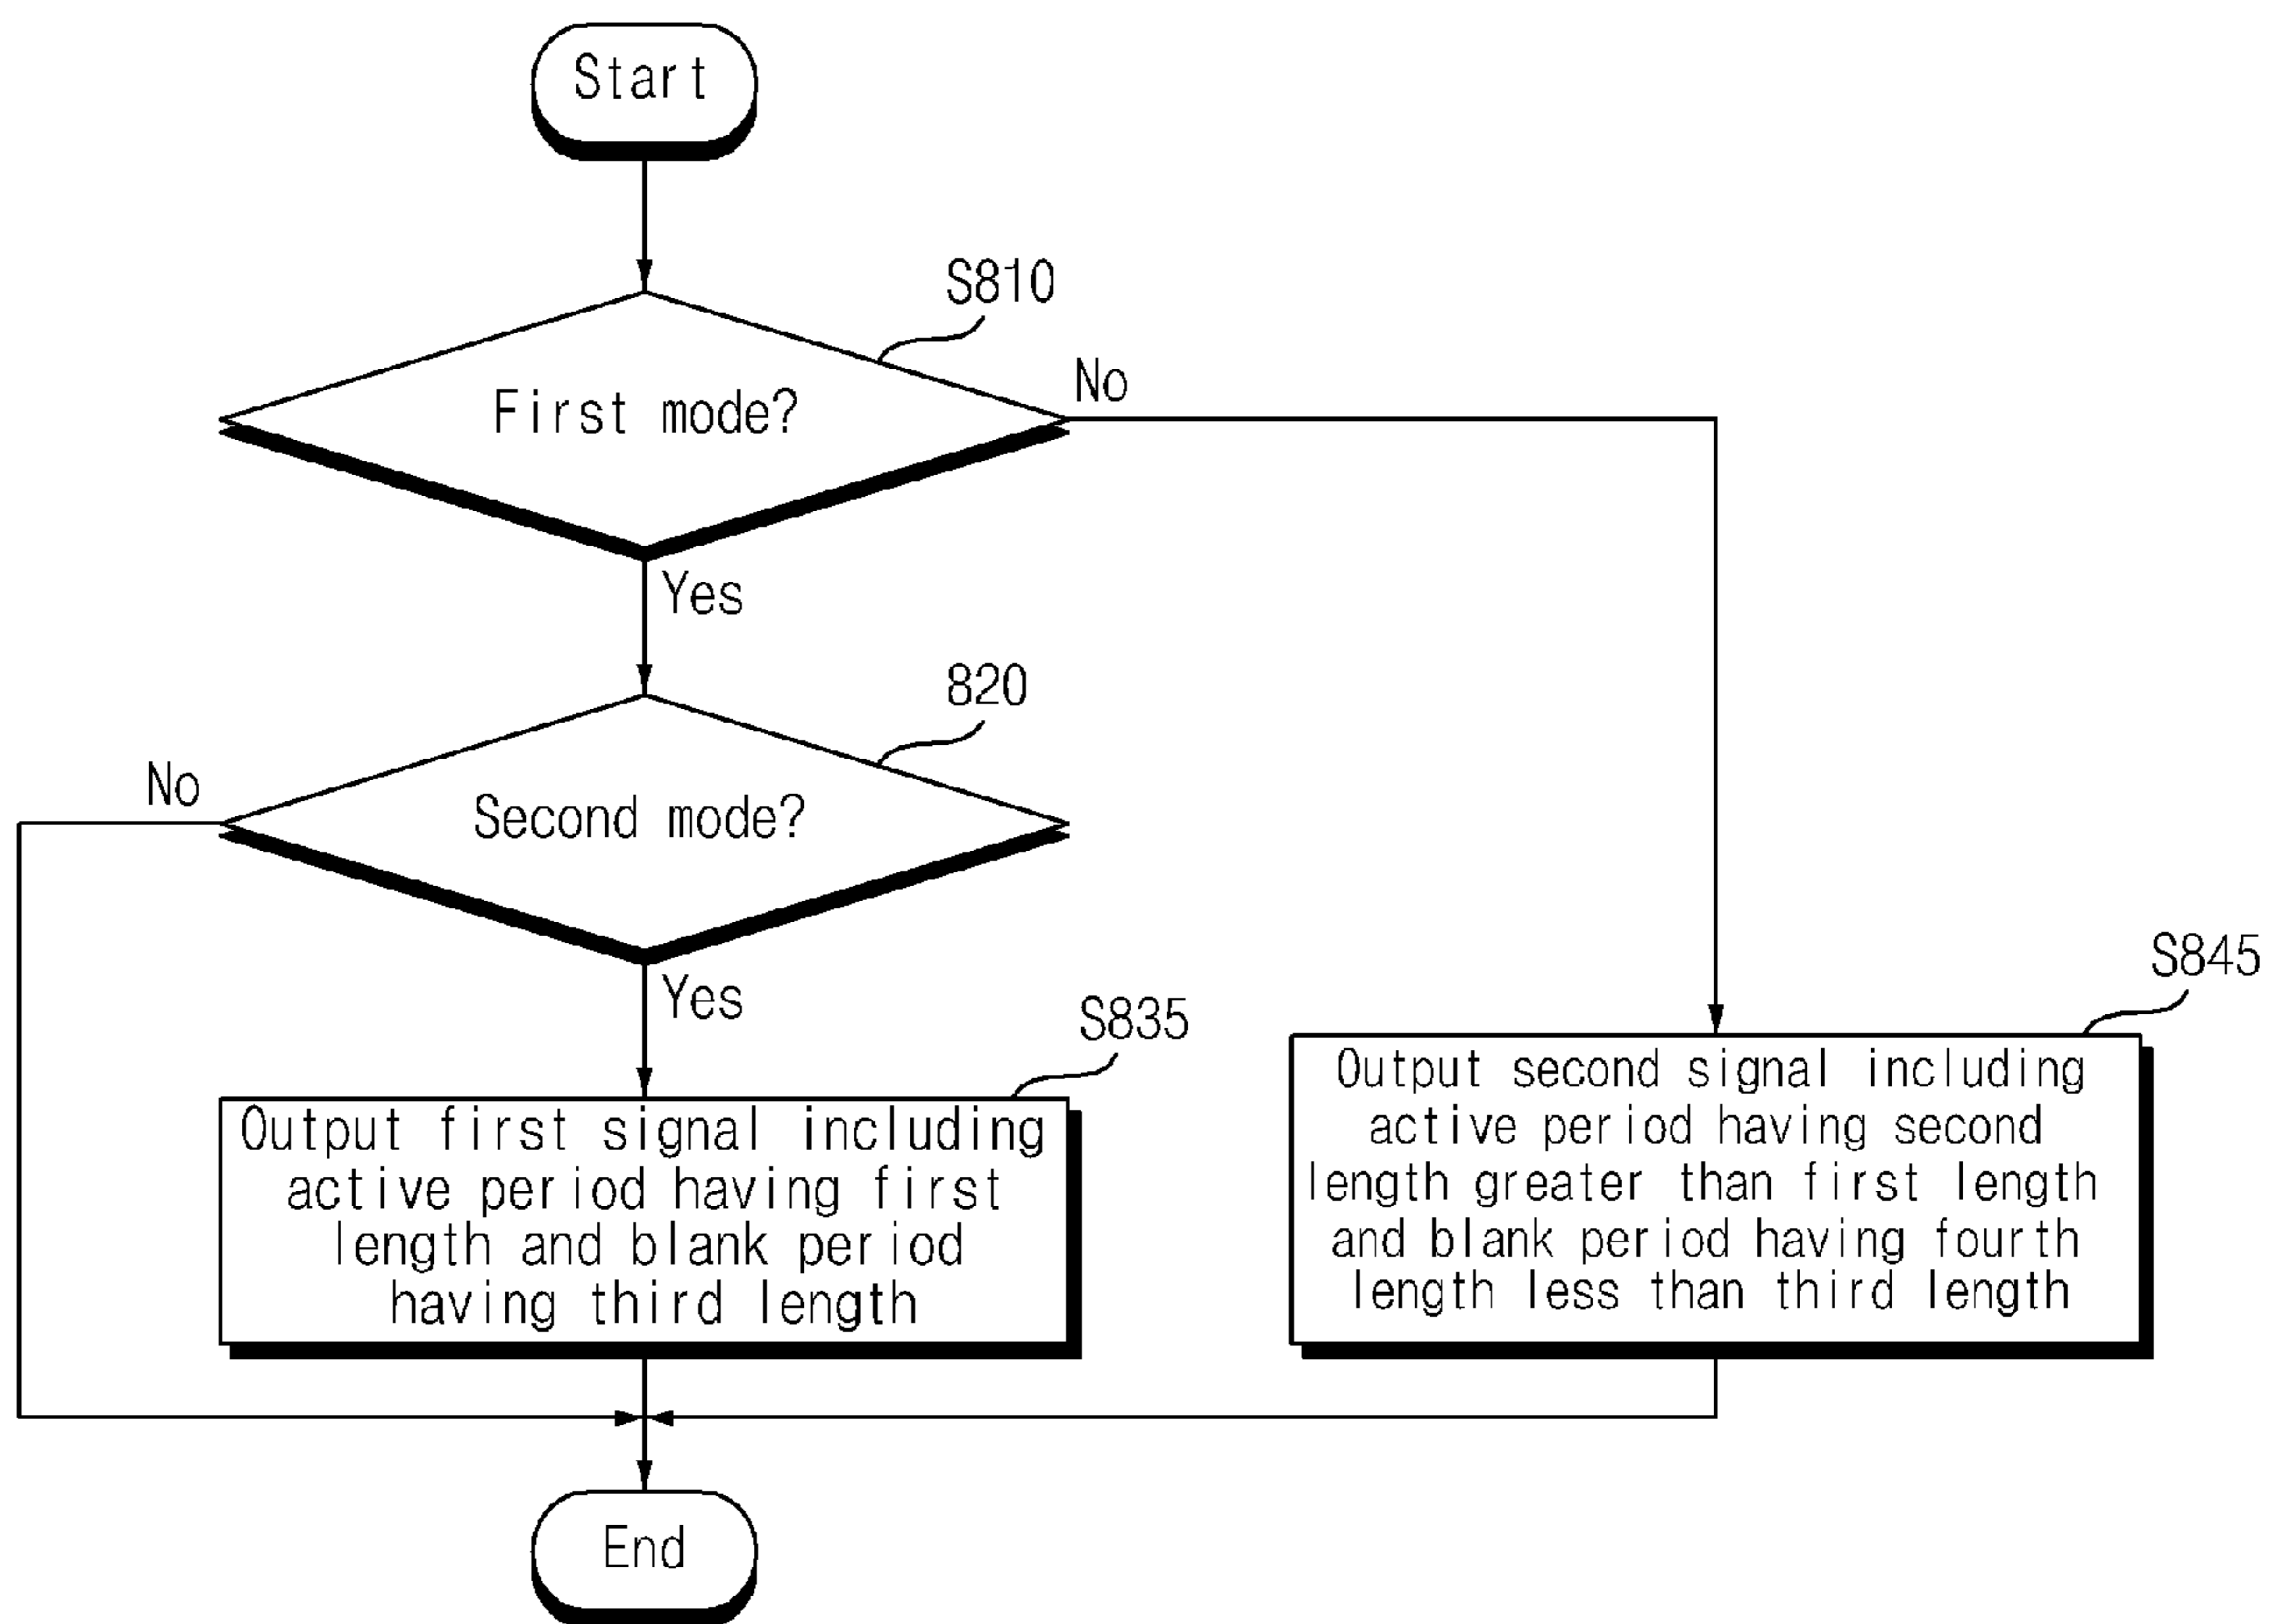 Start
S810
First mode?
No
Yes
820
Second mode?
No
Yes
S835
Output first signal including
active period having first
length and blank period
having third length
S845
Output second signal including
active period having second
length greater than first length
and blank period having fourth
length less than third length
End